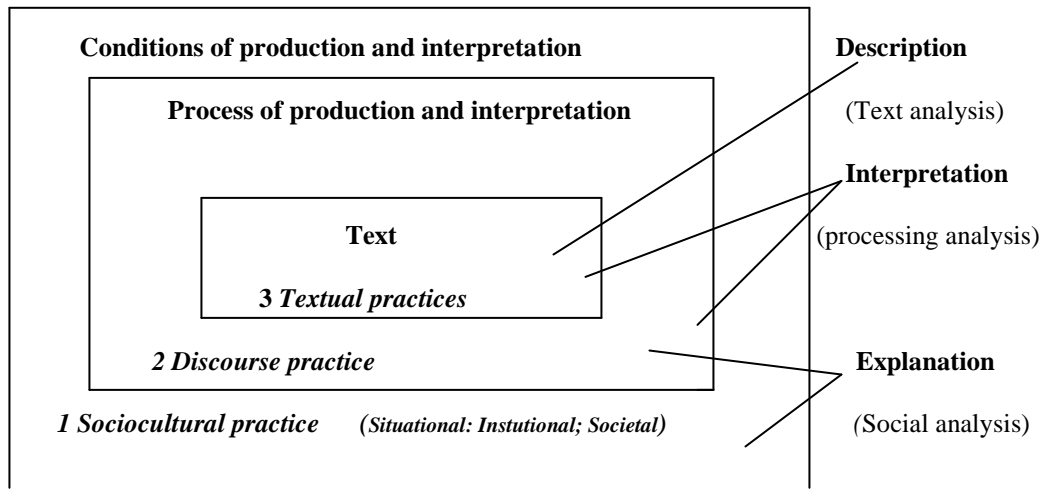 Conditions of production and interpretation
Description
Process of production and interpretation
(Text analysis)
Interpretation
Text
(processing analysis)
3 Textual practices
2 Discourse practice
Explanation
1 Sociocultural practice (Situational: Instutional; Societal)
(Social analysis)